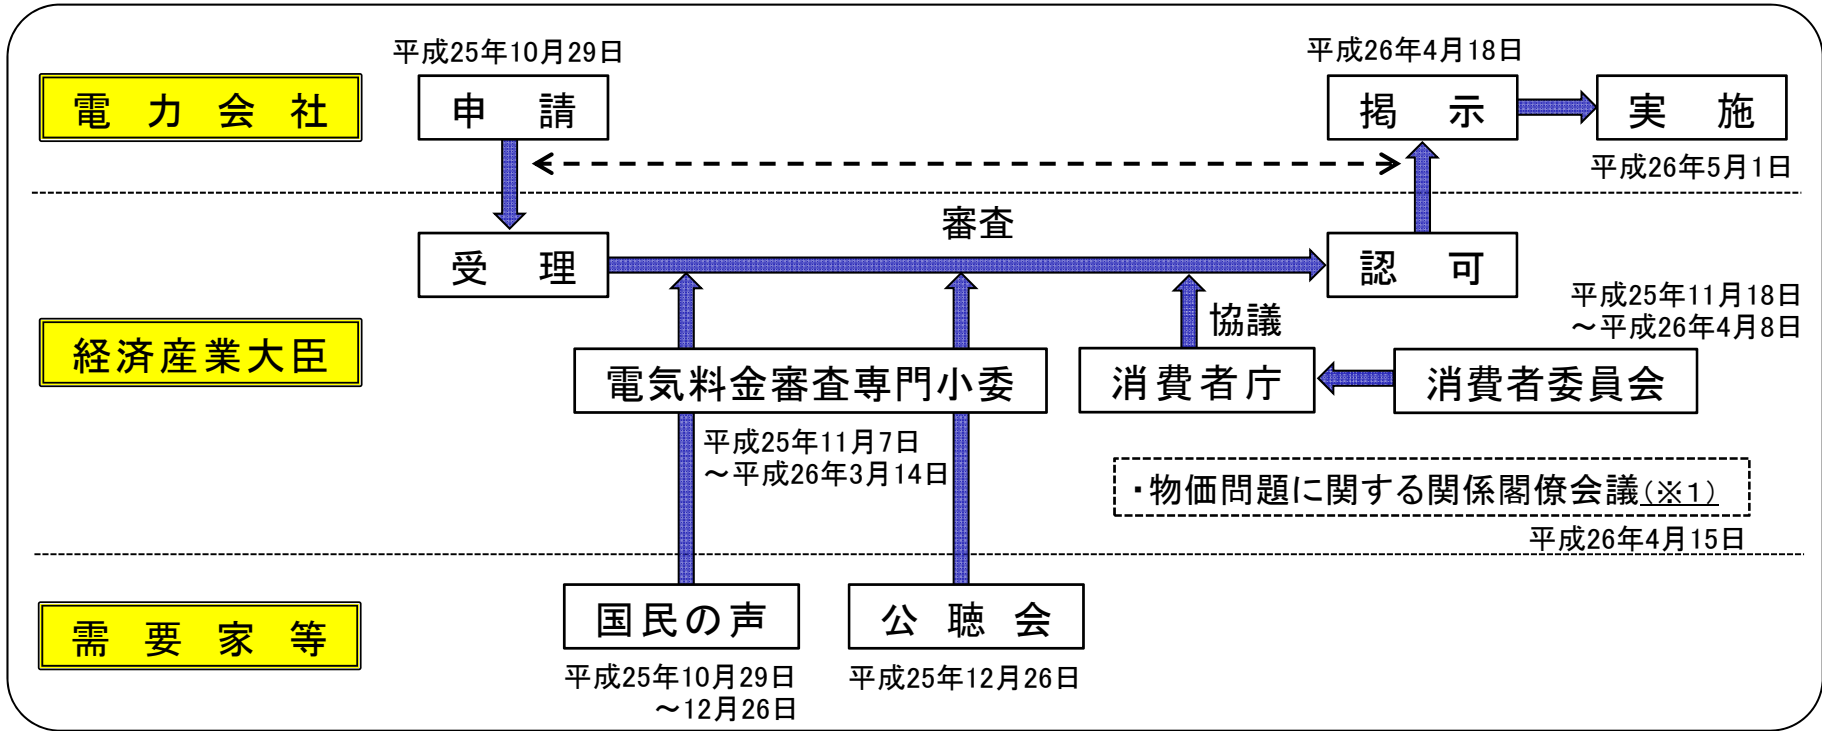 平成25年10月29日
平成26年4月18日
電力会社
申請
掲示
実施
平成26年5月1日
審査
受理
認可
平成25年11月18日
～平成26年4月8日
協議
経済産業大臣
電気料金審査専門小委
消費者庁
消費者委員会
平成25年11月7日
～平成26年3月14日
・物価問題に関する関係閣僚会議(※1)
平成26年4月15日
需要家等
国民の声
公聴会
平成25年10月29日
～12月26日
平成25年12月26日